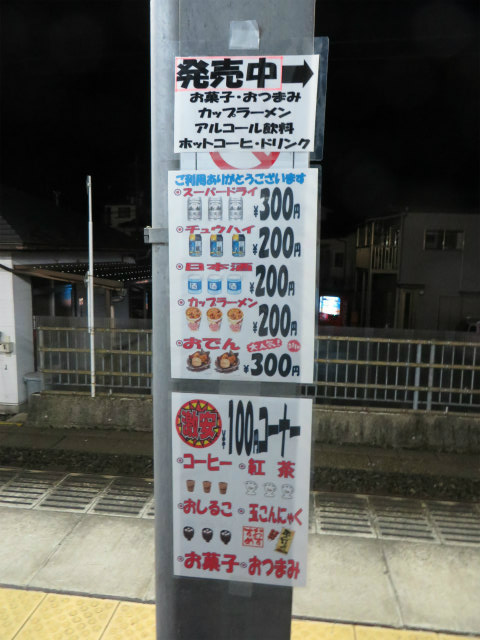 発売中➡
お菓子・おつまみ
カップラーメン
アルコール飲料
ホットコーヒ・ドリンク
ご利用ありがとうございます
◎スーパードライ
¥300円
◎チュウハイ
¥200円
◎日本酒
¥200円
◎カップラーメン
¥200円
◎おでん
¥300円
激安
¥100円コーナー
◎コーヒー ◎紅茶
◎おしるこ ◎玉こんにゃく
◎お菓子 ◎おつまみ